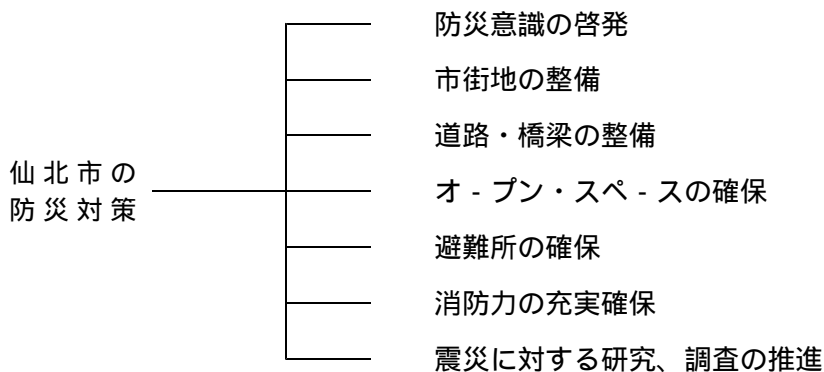 仙北市の
防災対策
防災意識の啓発
市街地の整備
道路・橋梁の整備
オ-プン・スペ-スの確保
避難所の確保
消防力の充実確保
震災に対する研究、調査の推進